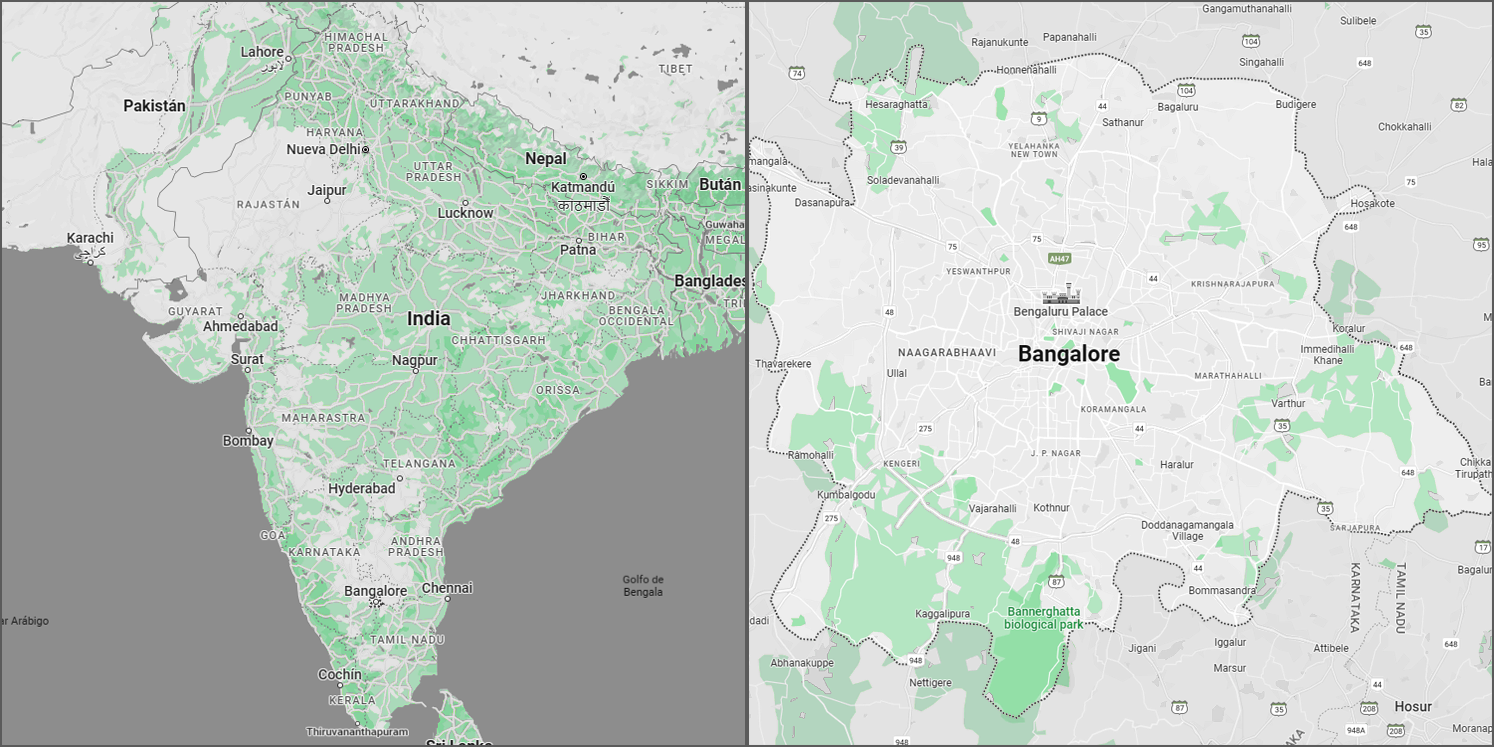 HIMACHAL
PRADESH
Lahore
لاہور
TIBET
Pakistán
PUNYAB
UTTARAKHAND
HARYANA
Nueva Delhi
Nepal
UTTAR
PRADESH
Katmandú
काठमाडौँ
SIKKIM
Bután
Jaipur
RAJASTÁN
Lucknow
Guwaha
Karachi
كراچى
BIHAR
Patna
MEGAL
Banglades
MADHYA
PRADESH
JHARKHAND
TRI
GUYARAT
Ahmedabad
India
BENGALA
OCCIDENTAL
CHHATTISGARH
Surat
Nagpur
ORISSA
MAHARASTRA
Bombay
TELANGANA
Hyderabad
GOA
KARNATAKA
ANDHRA
PRADESH
Bangalore
Chennai
Golfo de
Bengala
ar Arábigo
TAMIL NADU
Cochín
KERALA
Thiruvananthapuram
Sri Lanka
Gangamuthanahalli
Sulibele
35
Rajanukunte
Papanahalli
104
Singahalli
648
74
Honnenahalli
104
Hesaraghatta
44
Bagaluru
Budigere
82
9
Sathanur
Chokkahalli
39
YELAHANKA
NEW TOWN
mangala
Hala
Soladevanahalli
75
asinakunte
Dasanapura
Hosakote
648
75
75
95
AH47
YESWANTHPUR
44
KRISHNARAJAPURA
48
Bengaluru Palace
M
SHIVAJI NAGAR
Koralur
NAAGARABHAAVI
Bangalore
Immedihalli
Khane
648
Thavarekere
Ullal
MARATHAHALLI
Ba
KORAMANGALA
Varthur
275
44
35
Ramohalli
KENGERI
J. P. NAGAR
Haralur
Chikka
Tirupath
648
Kumbalgodu
Vajarahalli
Kothnur
35
275
Doddanagamangala
Village
SARJAPURA
48
948
17
44
Bagalur
87
Bommasandra
KARNATAKA
TAMIL NADU
dadi
Kaggalipura
Bannerghatta
biological park
Jigani
Iggalur
Attibele
648
Abhanakuppe
948
Marsur
Nettigere
44
87
35
208
Hosur
948
948A
208
Moranap
AKA